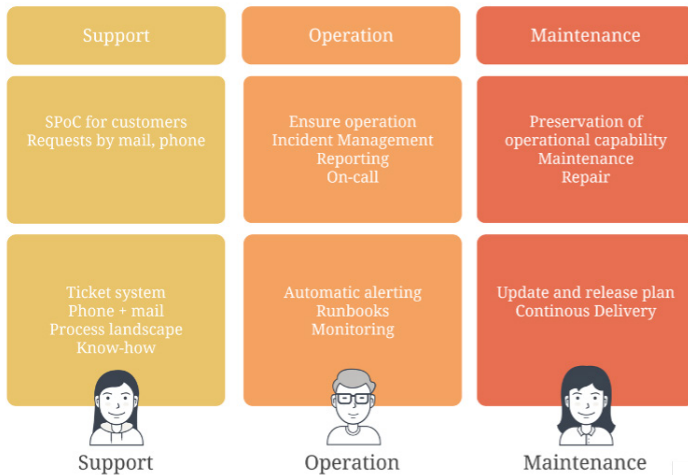 Support
Operation
Maintenance
SPoC for customers
Requests by mail, phone
Ensure operation
Incident Management
Reporting
On-call
Preservation of
operational capability
Maintenance
Repair
Ticket system
Phone + mail
Process landscape
Know-how
Automatic alerting
Runbooks
Monitoring
Update and release plan
Continous Delivery
Support
Operation
Maintenance